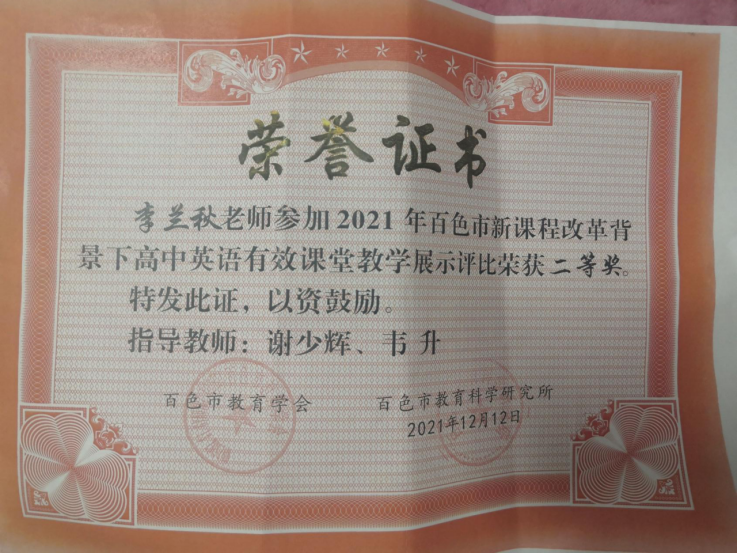 荣誉证书
李兰秋老师参加2021年百色市新课程改革背
景下高中英语有效课堂教学展示评比荣获二等奖。
特发此证，以资鼓励。
指导教师：谢少辉、韦升
百色市教育学会 百色市教育科学研究所
2021年12月12日